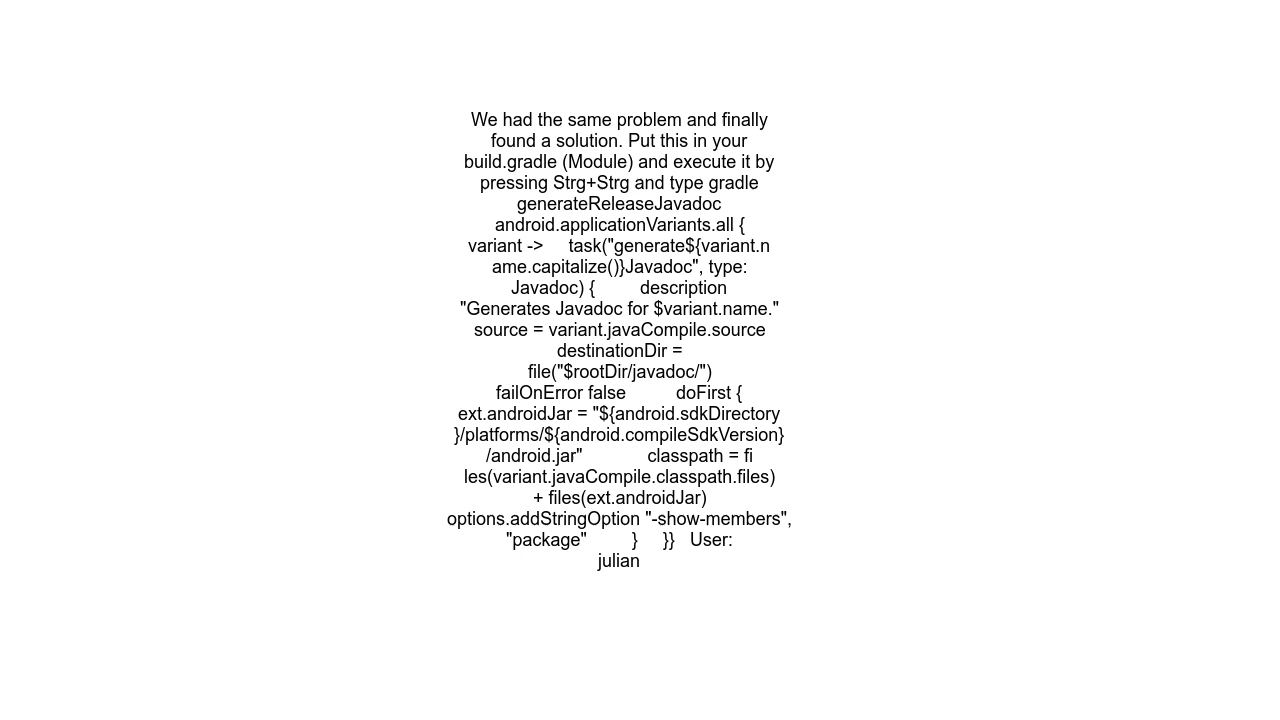 We had the same problem and finally
found a solution. Put this in your
build.gradle (Module) and execute it by
pressing Strg+Strg and type gradle
generateReleaseJavadoc
android.applicationVariants.all {
variant ->     task("generate${variant.n
ame.capitalize()}Javadoc", type:
Javadoc) {         description
"Generates Javadoc for $variant.name."
source = variant.javaCompile.source
destinationDir =
file("$rootDir/javadoc/")
failOnError false          doFirst {
ext.androidJar = "${android.sdkDirectory
}/platforms/${android.compileSdkVersion}
/android.jar"             classpath = fi
les(variant.javaCompile.classpath.files)
+ files(ext.androidJar)
options.addStringOption "-show-members",
"package"         }     }}   User:
julian